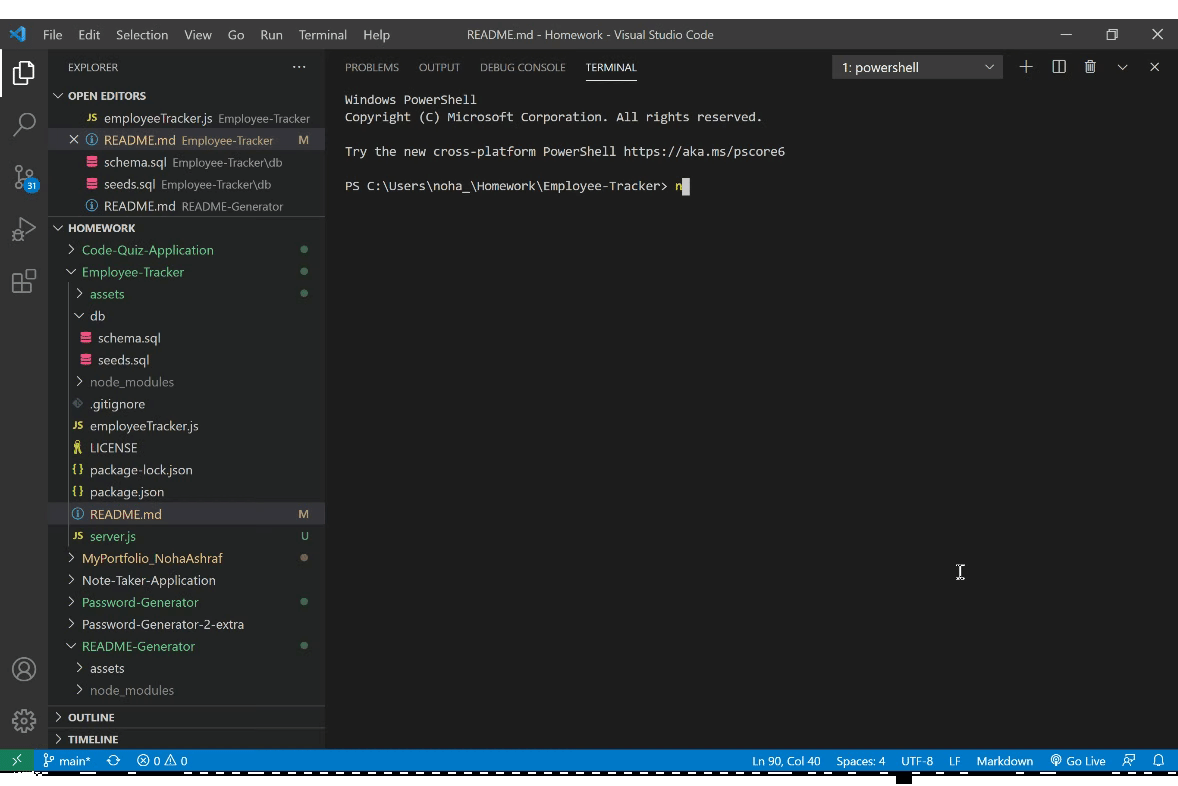 File Edit Selection View Go Run Terminal Help README.md - Homework - Visual Studio Code
EXPLORER
OPEN EDITORS
JS employeeTracker.js Employee-Tracker
README.md Employee-Tracker M
schema.sql Employee-Tracker\db
seeds.sql Employee-Tracker\db
README.md README-Generator
31
HOMEWORK
Code-Quiz-Application
Employee-Tracker
assets
db
schema.sql
seeds.sql
node_modules
.gitignore
JS employeeTracker.js
LICENSE
{} package-lock.json
{} package.json
README.md M
JS server.js U
MyPortfolio_NohaAshraf
Note-Taker-Application
Password-Generator
Password-Generator-2-extra
README-Generator
assets
node_modules
OUTLINE
TIMELINE
PROBLEMS OUTPUT DEBUG CONSOLE TERMINAL 1: powershell
Windows PowerShell
Copyright (C) Microsoft Corporation. All rights reserved.
Try the new cross-platform PowerShell https://aka.ms/pscore6
PS C:\Users\noha_\Homework\Employee-Tracker> n
main* 0 0 Ln 90, Col 40 Spaces: 4 UTF-8 LF Markdown Go Live